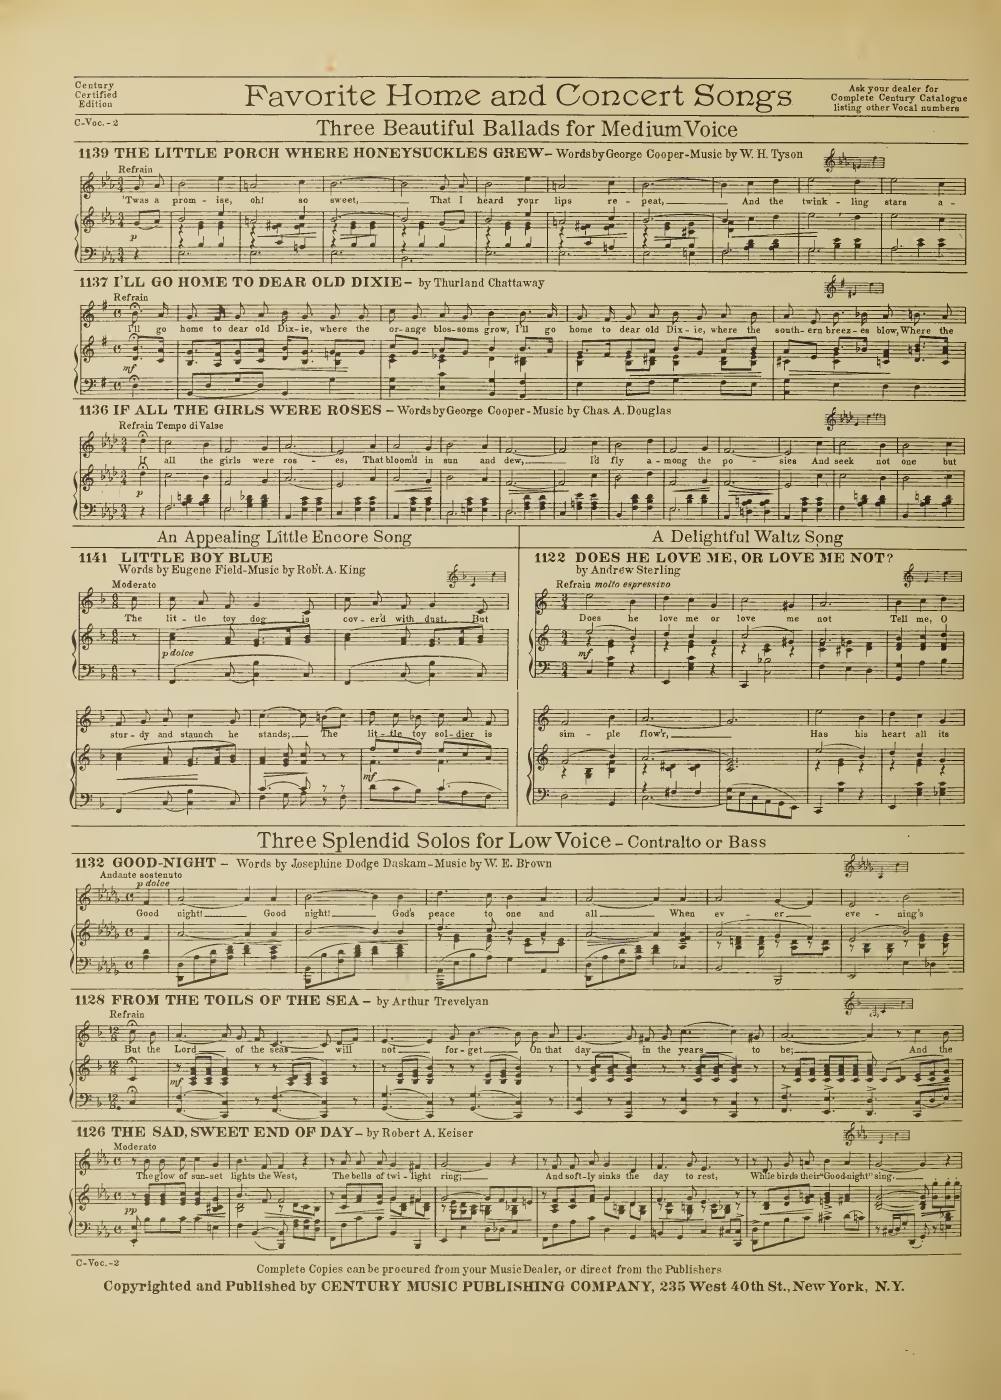 Century
Certified
Edition
Favorite Home and Concert Songs
Ask your dealer for
Complete Century Catalogue
listing other Vocal numbers
C-Voc.-2
Three Beautiful Ballads for Medium Voice
1139 THE LITTLE PORCH WHERE HONEYSUCKLES GREW – Words by George Cooper - Music by W. H. Tyson
Refrain
'Twas a prom - ise, oh! so sweet, That I heard your lips re - peat, And the twink - ling stars a -
p
1137 I'LL GO HOME TO DEAR OLD DIXIE – by Thurland Chattaway
Refrain
I'll go home to dear old Dix - ie, where the or - ange blos - soms grow, I'll go home to dear old Dix - ie, where the south - ern breez - es blow, Where the
mf
1136 IF ALL THE GIRLS WERE ROSES – Words by George Cooper - Music by Chas. A. Douglas
Refrain Tempo di Valse
If all the girls were ros - es, That bloom'd in sun and dew, I'd fly a - mong the po - sies And seek not one but
p
An Appealing Little Encore Song
1141 LITTLE BOY BLUE
Words by Eugene Field - Music by Rob't. A. King
Moderato
The lit - tle toy dog is cov - er'd with dust, But
p dolce
stur - dy and staunch he stands; The lit - tle toy sol - dier is
mf
A Delightful Waltz Song
1122 DOES HE LOVE ME, OR LOVE ME NOT?
by Andrew Sterling
Refrain molto espressivo
Does he love me or love me not Tell me, O
mf
sim - ple flow'r, Has his heart all its
Three Splendid Solos for Low Voice – Contralto or Bass
1132 GOOD-NIGHT – Words by Josephine Dodge Daskam - Music by W. E. Brown
Andante sostenuto
p dolce
Good night! Good night! God's peace to one and all When ev - er eve - ning's
1128 FROM THE TOILS OF THE SEA – by Arthur Trevelyan
Refrain
But the Lord of the seas will not for - get On that day in the years to be; And the
mf
1126 THE SAD, SWEET END OF DAY – by Robert A. Keiser
Moderato
The glow of sun - set lights the West, The bells of twi - light ring; And soft - ly sinks the day to rest, While birds their "Good-night" sing.
pp
C-Voc.-2
Complete Copies can be procured from your Music Dealer, or direct from the Publishers
Copyrighted and Published by CENTURY MUSIC PUBLISHING COMPANY, 235 West 40th St., New York, N.Y.